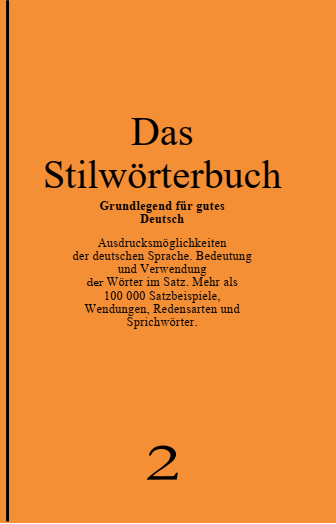 Das
Stilwörterbuch
Grundlegend für gutes
Deutsch
Ausdrucksmöglichkeiten
der deutschen Sprache. Bedeutung
und Verwendung
der Wörter im Satz. Mehr als
100 000 Satzbeispiele,
Wendungen, Redensarten und
Sprichwörter.
2